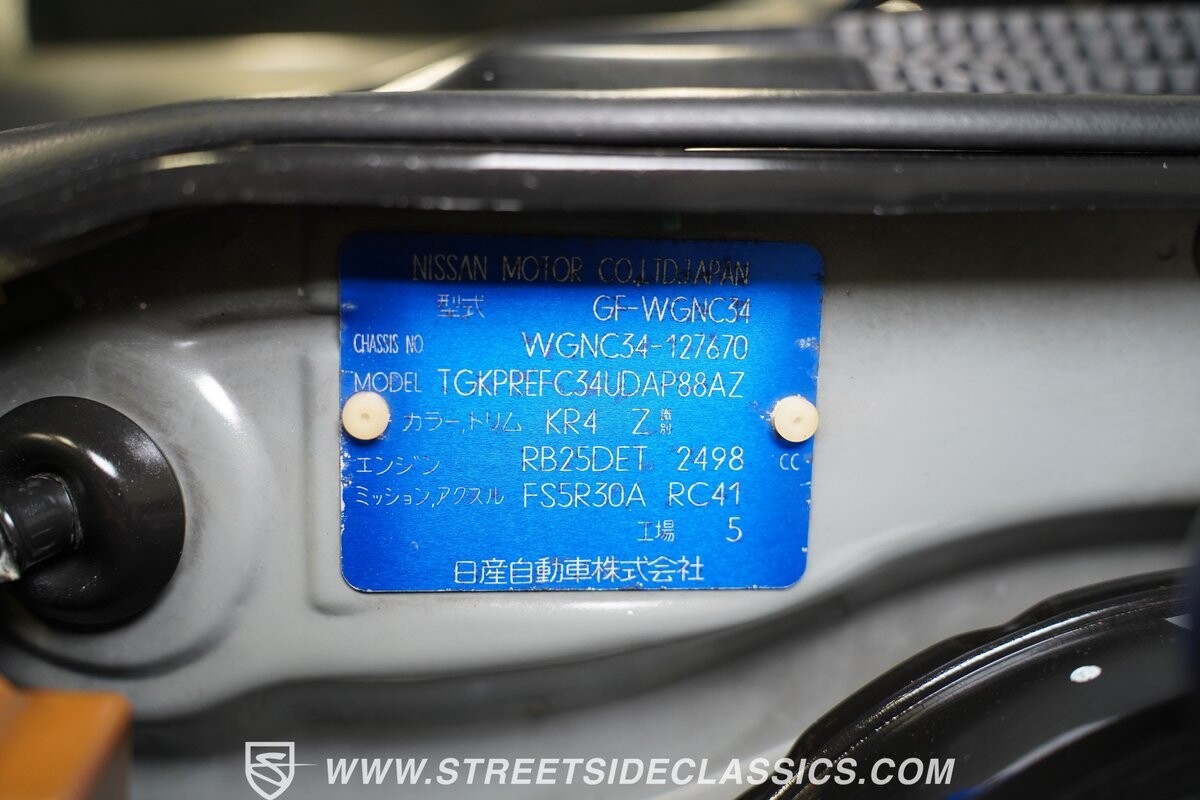 NISSAN MOTOR CO.,LTD.JAPAN
型式 GF-WGNC34
CHASSIS NO WGNC34-127670
MODEL TGKPREFC34UDAP88AZ
カラー,トリム KR4 Z 識別
エンジン RB25DET 2498 CC
ミッション,アクスル FS5R30A RC41
工場 5
日産自動車株式会社
WWW.STREETSIDECLASSICS.COM